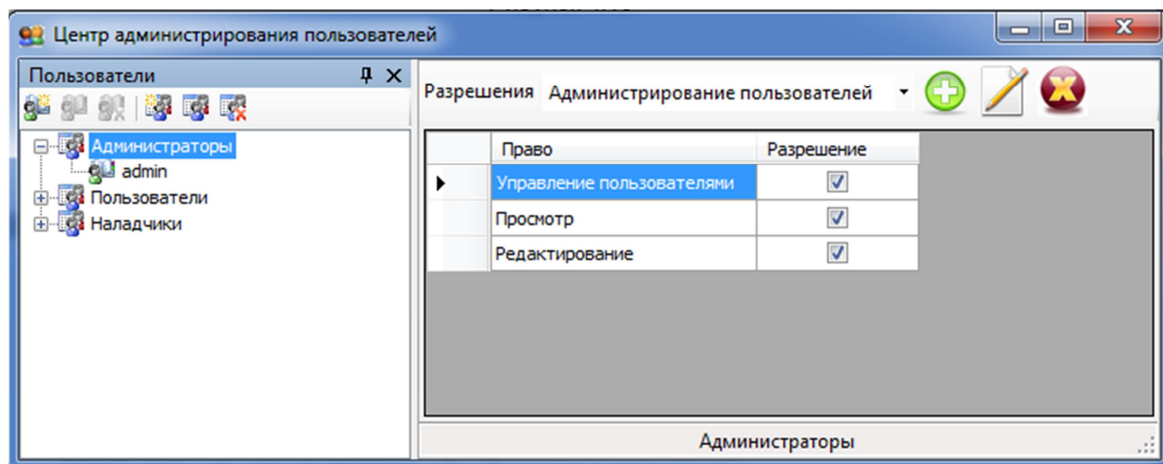 Центр администрирования пользователей
Пользователи
Администраторы
admin
Пользователи
Наладчики
Разрешения Администрирование пользователей
Право Разрешение
Управление пользователями
Просмотр
Редактирование
Администраторы